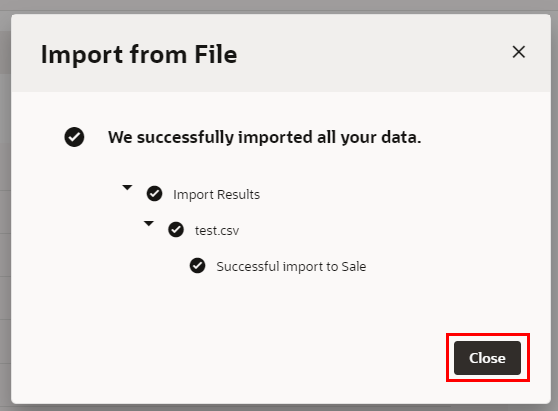 Import from File
We successfully imported all your data.
Import Results
test.csv
Successful import to Sale
Close